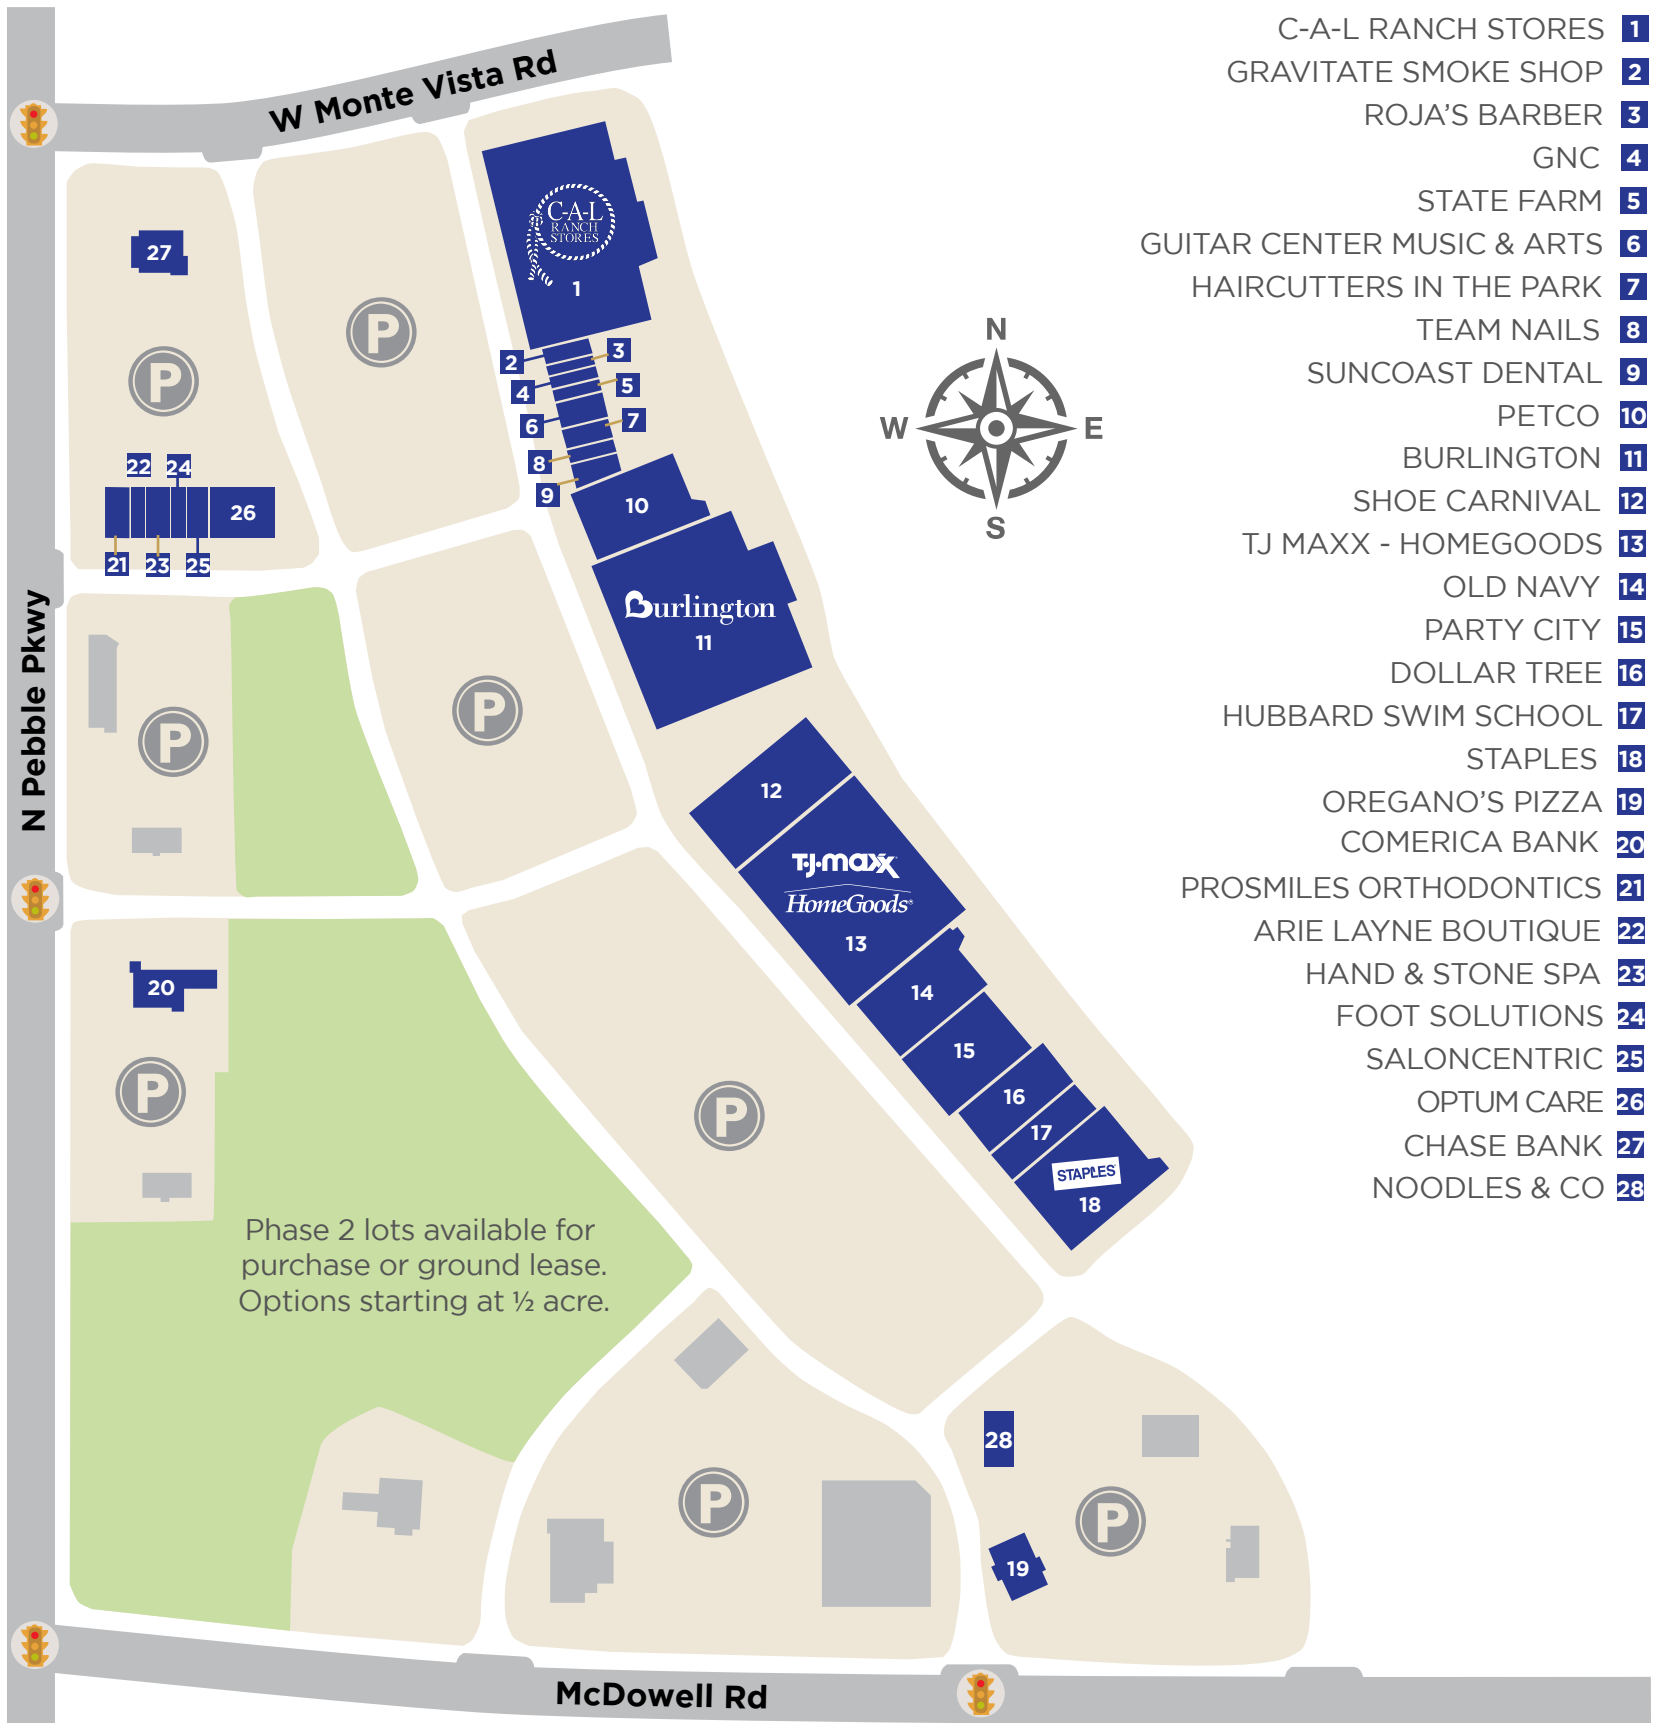 C-A-L RANCH STORES 1
GRAVITATE SMOKE SHOP 2
ROJA'S BARBER 3
GNC 4
STATE FARM 5
GUITAR CENTER MUSIC & ARTS 6
HAIRCUTTERS IN THE PARK 7
TEAM NAILS 8
SUNCOAST DENTAL 9
PETCO 10
BURLINGTON 11
SHOE CARNIVAL 12
TJ MAXX - HOMEGOODS 13
OLD NAVY 14
PARTY CITY 15
DOLLAR TREE 16
HUBBARD SWIM SCHOOL 17
STAPLES 18
OREGANO'S PIZZA 19
COMERICA BANK 20
PROSMILES ORTHODONTICS 21
ARIE LAYNE BOUTIQUE 22
HAND & STONE SPA 23
FOOT SOLUTIONS 24
SALONCENTRIC 25
OPTUM CARE 26
CHASE BANK 27
NOODLES & CO 28
W Monte Vista Rd
N Pebble Pkwy
McDowell Rd
N
W
E
S
C-A-L
RANCH
STORES
1
2
3
4
5
6
7
8
9
10
Burlington
11
12
T·J·maxx
HomeGoods
13
14
15
16
17
STAPLES
18
27
P
P
22
24
26
21
23
25
P
P
20
P
P
Phase 2 lots available for
purchase or ground lease.
Options starting at ½ acre.
P
28
P
19